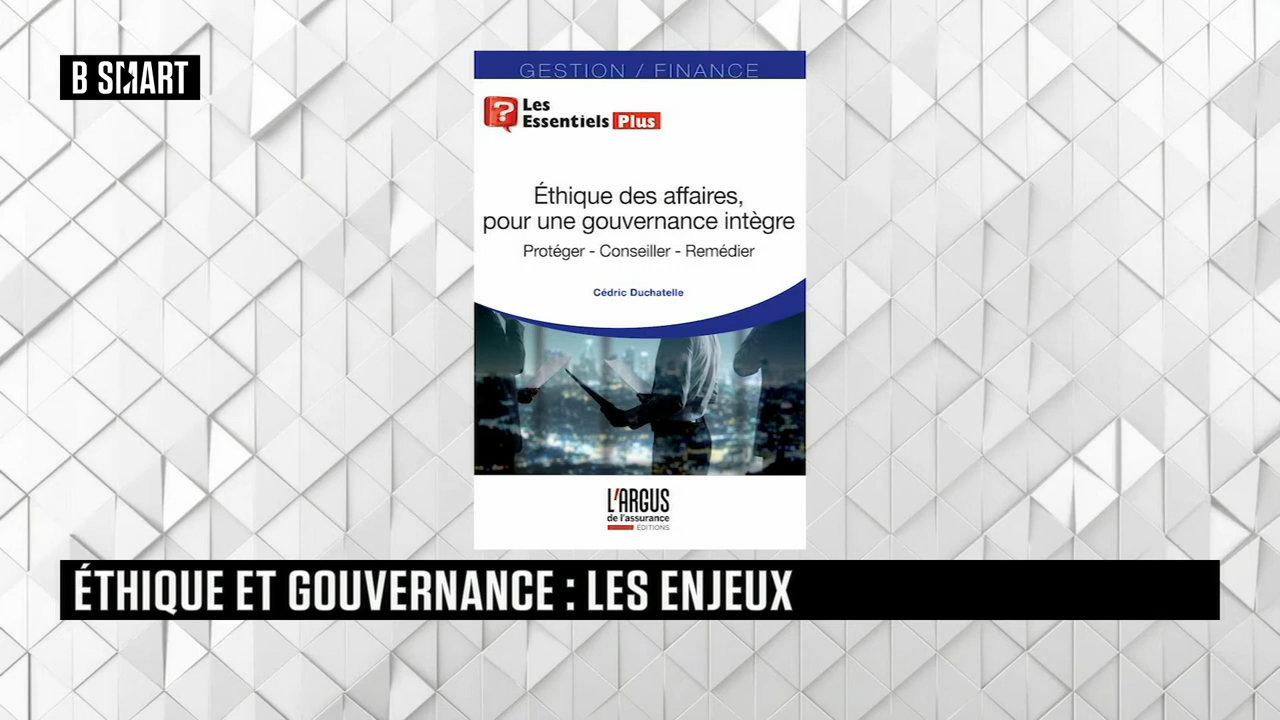 B SMART
GESTION / FINANCE
?
Les
Essentiels Plus
Éthique des affaires,
pour une gouvernance intègre
Protéger - Conseiller - Remédier
Cédric Duchatelle
L'ARGUS
de l'assurance
ÉDITIONS
ÉTHIQUE ET GOUVERNANCE : LES ENJEUX